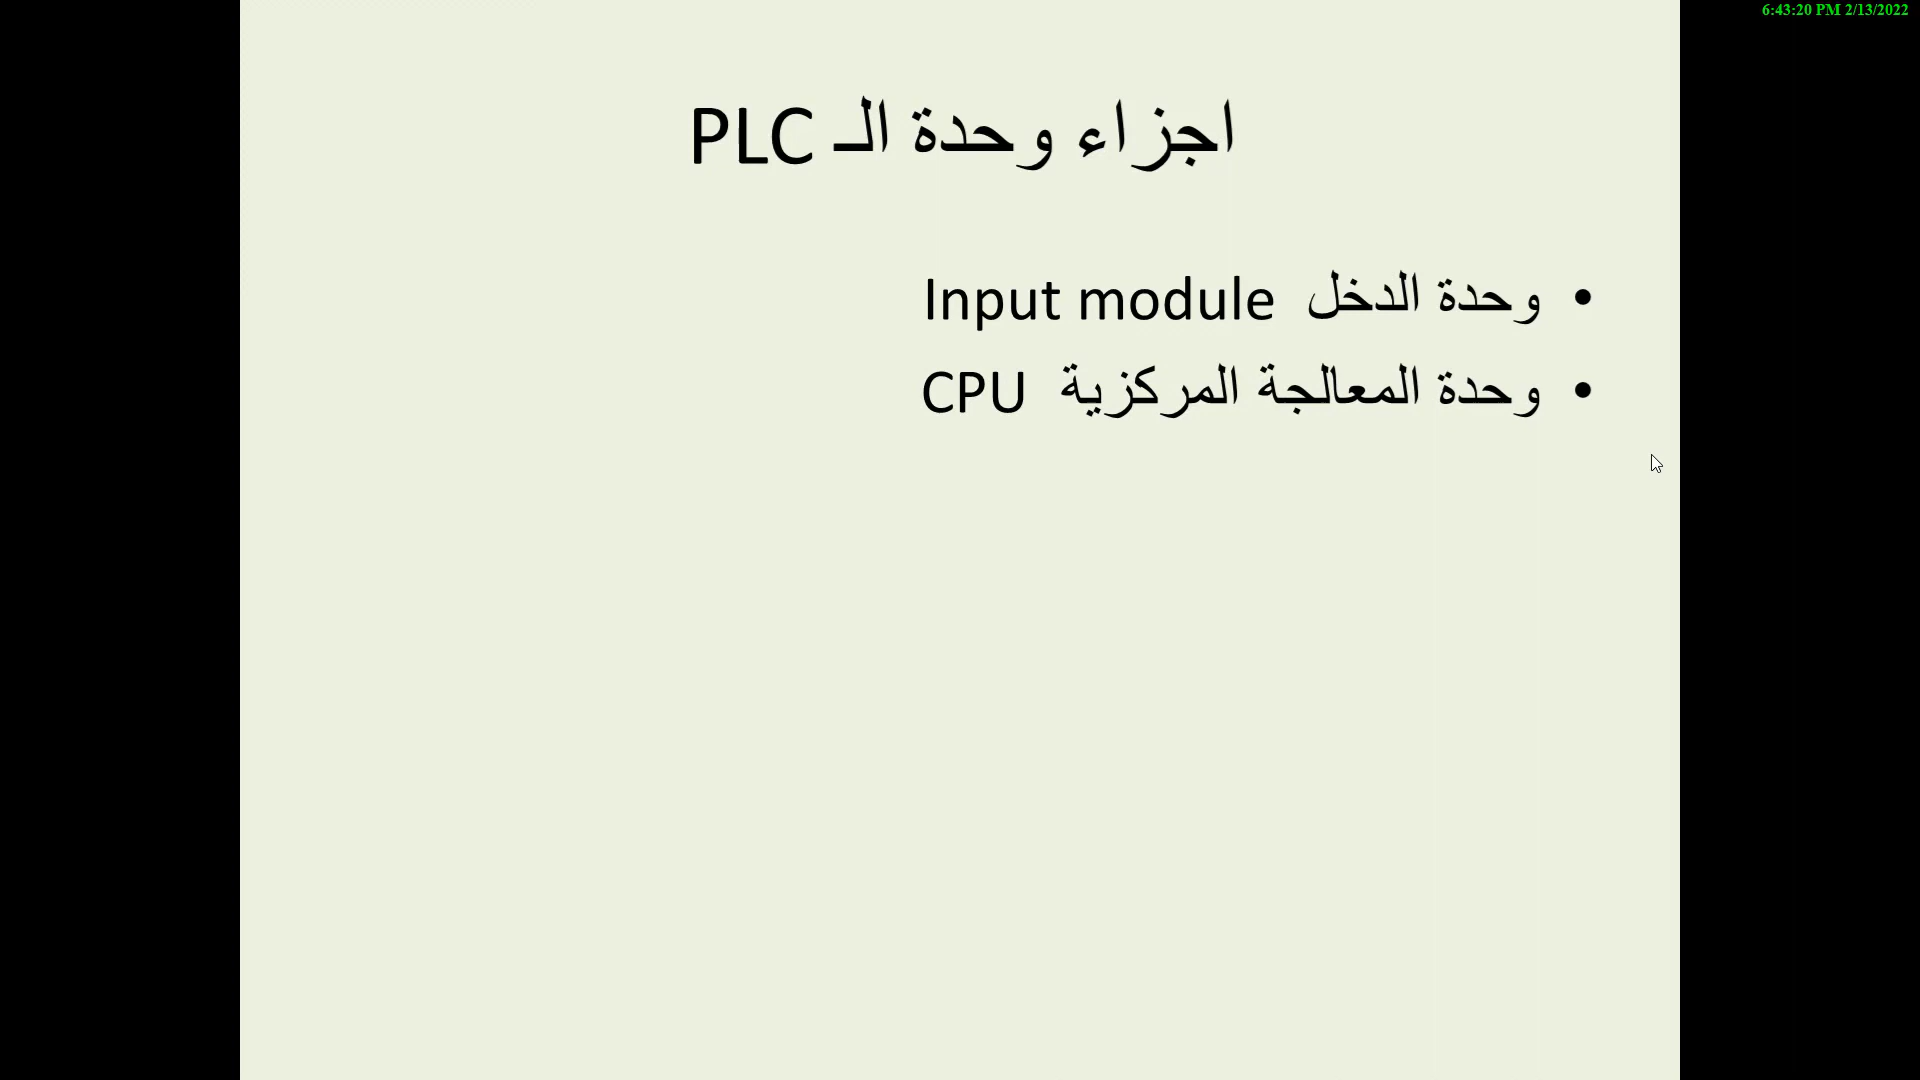 6:43:20 PM 2/13/2022
اجزاء وحدة الـ PLC
• وحدة الدخل Input module
• وحدة المعالجة المركزية CPU